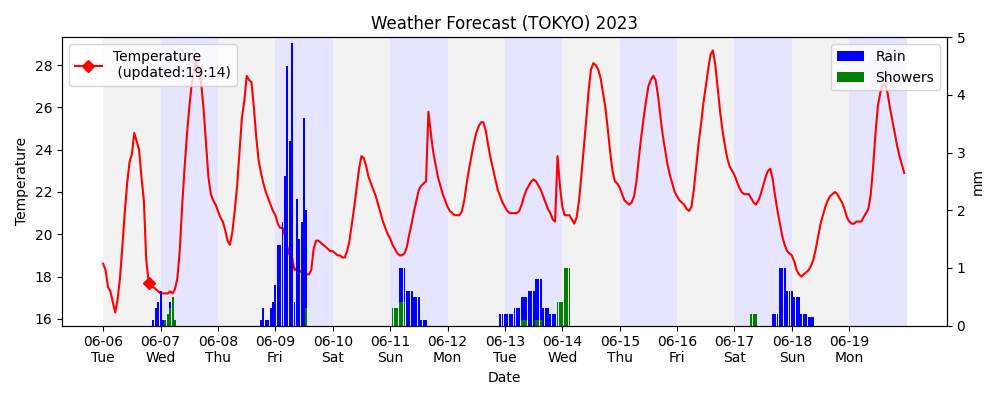 Weather Forecast (TOKYO) 2023
Temperature
(updated:19:14)
Rain
Showers
28
26
24
22
20
18
16
Temperature
5
4
3
2
1
0
mm
06-06 06-07 06-08 06-09 06-10 06-11 06-12 06-13 06-14 06-15 06-16 06-17 06-18 06-19
Tue Wed Thu Fri Sat Sun Mon Tue Wed Thu Fri Sat Sun Mon
Date